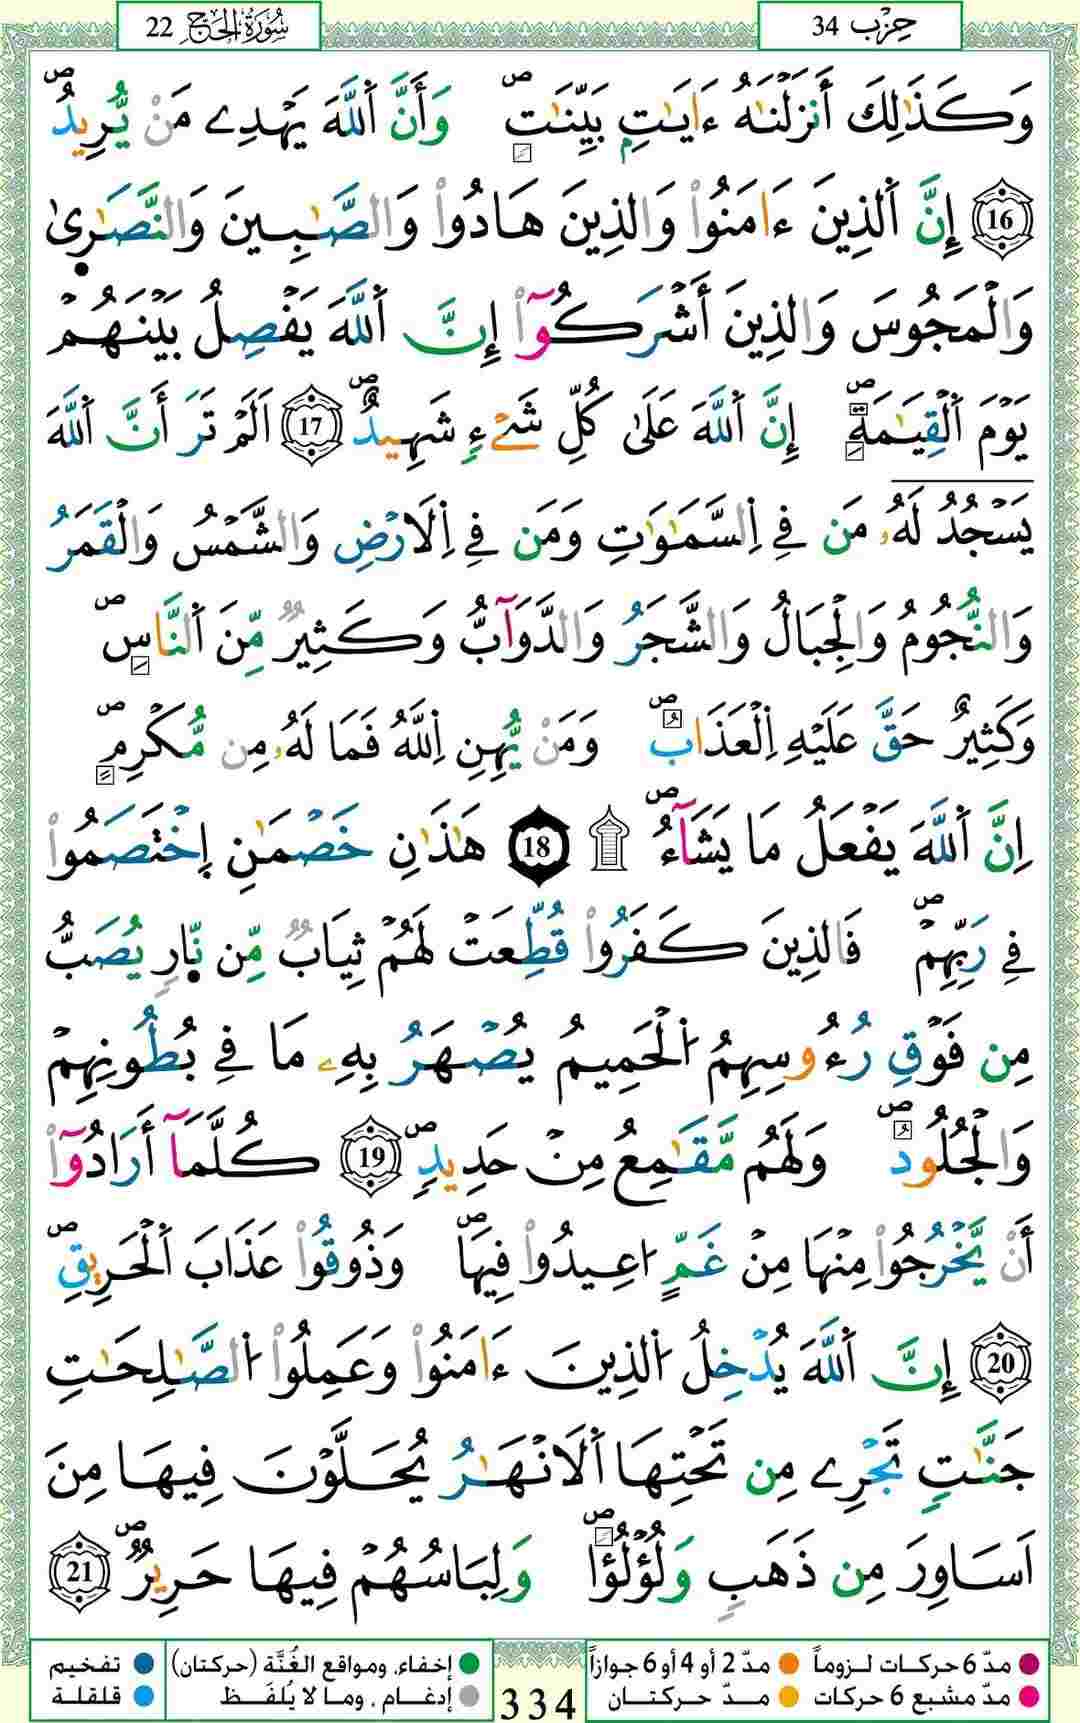 سُورَةُ الحَجِّ 22
حِزْب 34
وَكَذَٰلِكَ أَنزَلْنَٰهُ ءَايَٰتِۢ بَيِّنَٰتٖۖ وَأَنَّ اَللَّهَ يَهْدِے مَنْ يُّرِيدُۖ
16 إِنَّ اَلذِينَ ءَامَنُواْ وَالذِينَ هَادُواْ وَالصَّٰبِينَ وَالنَّصَٰر۪ىٰ
وَالْمَجُوسَ وَالذِينَ أَشْرَكُوٓاْ إِنَّ اَللَّهَ يَفْصِلُ بَيْنَهُمْ
يَوْمَ اَلْقِيَٰمَةِۖ إِنَّ اَللَّهَ عَلَىٰ كُلِّ شَےْءٖ شَهِيدٌۖ 17 اَلَمْ تَرَ أَنَّ اَللَّهَ
يَسْجُدُ لَهُۥ مَن فِے اِلسَّمَٰوَٰتِ وَمَن فِے اِلَارْضِ وَالشَّمْسُ وَالْقَمَرُ
وَالنُّجُومُ وَالْجِبَالُ وَالشَّجَرُ وَالدَّوَآبُّ وَكَثِيرٞ مِّنَ اَلنَّاسِۖ
وَكَثِيرٌ حَقَّ عَلَيْهِ اِلْعَذَابُۖ وَمَنْ يُّهِنِ اِللَّهُ فَمَا لَهُۥ مِن مُّكْرِمٍۖ
اِنَّ اَللَّهَ يَفْعَلُ مَا يَشَآءُۖ ۩ 18 هَٰذَٰنِ خَصْمَٰنِ اِخْتَصَمُواْ
فِے رَبِّهِمْۖ فَالذِينَ كَفَرُواْ قُطِّعَتْ لَهُمْ ثِيَابٞ مِّن نّ۪ارٖ يُصَبُّ
مِن فَوْقِ رُءُوسِهِمُ اُلْحَمِيمُ يُصْهَرُ بِهِۦ مَا فِے بُطُونِهِمْ
وَالْجُلُودُۖ وَلَهُم مَّقَٰمِعُ مِنْ حَدِيدٖۖ 19 كُلَّمَآ أَرَادُوٓاْ
أَنْ يَّخْرُجُواْ مِنْهَا مِنْ غَمٍّ ا۟عِيدُواْ فِيهَاۖ وَذُوقُواْ عَذَابَ اَلْحَرِيقِۖ
20 إِنَّ اَللَّهَ يُدْخِلُ اُلذِينَ ءَامَنُواْ وَعَمِلُواْ اُلصَّٰلِحَٰتِ
جَنَّٰتٖ تَجْرِے مِن تَحْتِهَا اَلَانْهَٰرُ يُحَلَّوْنَ فِيهَا مِنَ
اَسَاوِرَ مِن ذَهَبٖ وَلُؤْلُؤاٗۖ وَلِبَاسُهُمْ فِيهَا حَرِيرٞۖ 21
مدّ 6 حركات لزوماً مدّ 2 أو 4 أو 6 جوازاً إخفاء، ومواقع الغُنَّة (حركتان) تفخيم
مدّ مشبع 6 حركات مدّ حركتان إدغام، وما لا يُلفَظ قلقلة
334